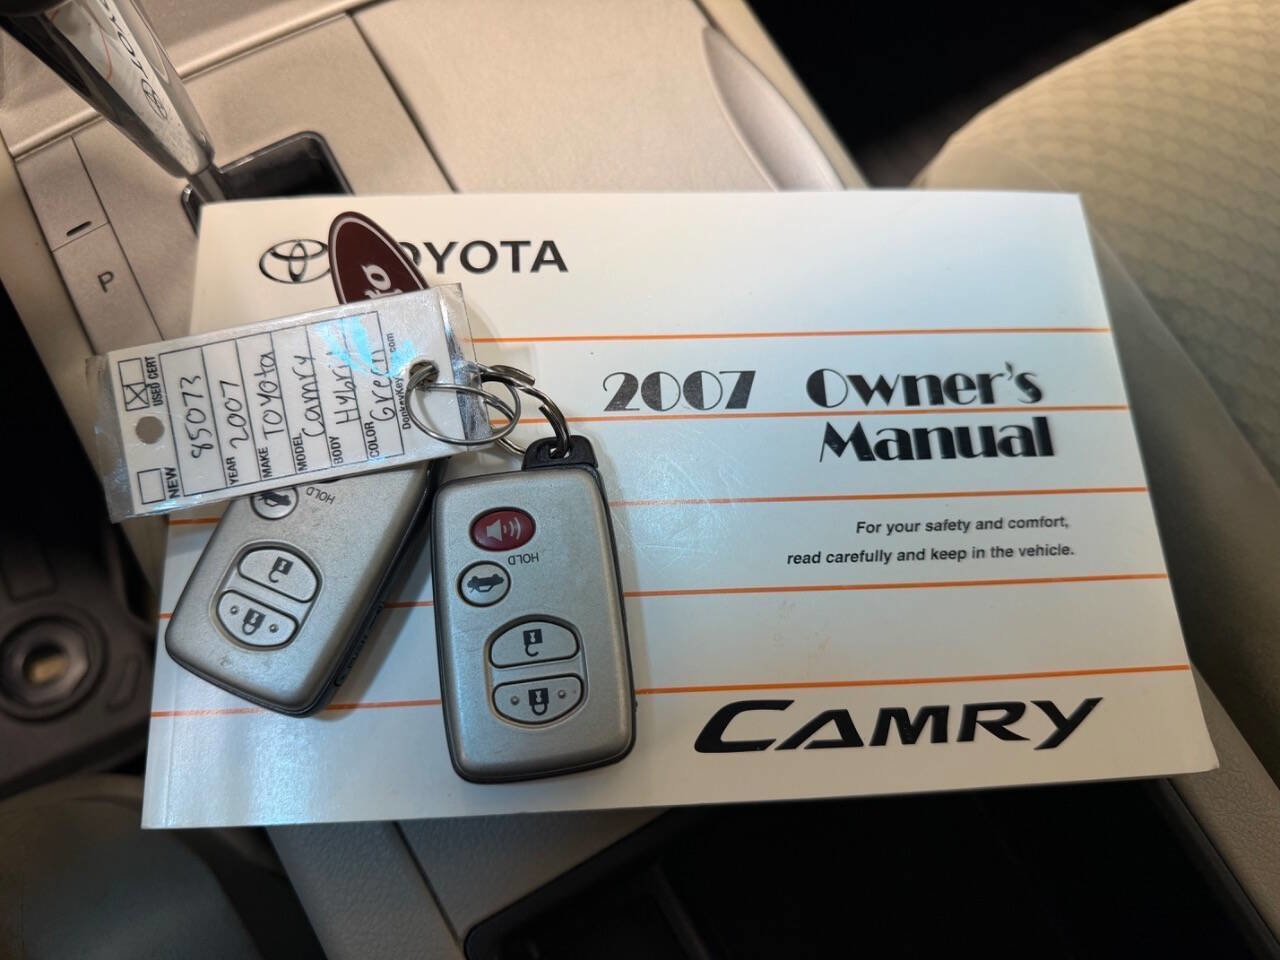 TOYOTA
P
TOYOTA
2007 Owner's
Manual
For your safety and comfort,
read carefully and keep in the vehicle.
CAMRY
NEW
USED CERT
85073
YEAR 2007
MAKE TOYOTA
MODEL Camry
BODY Hybrid
COLOR Green
HOLD
HOLD